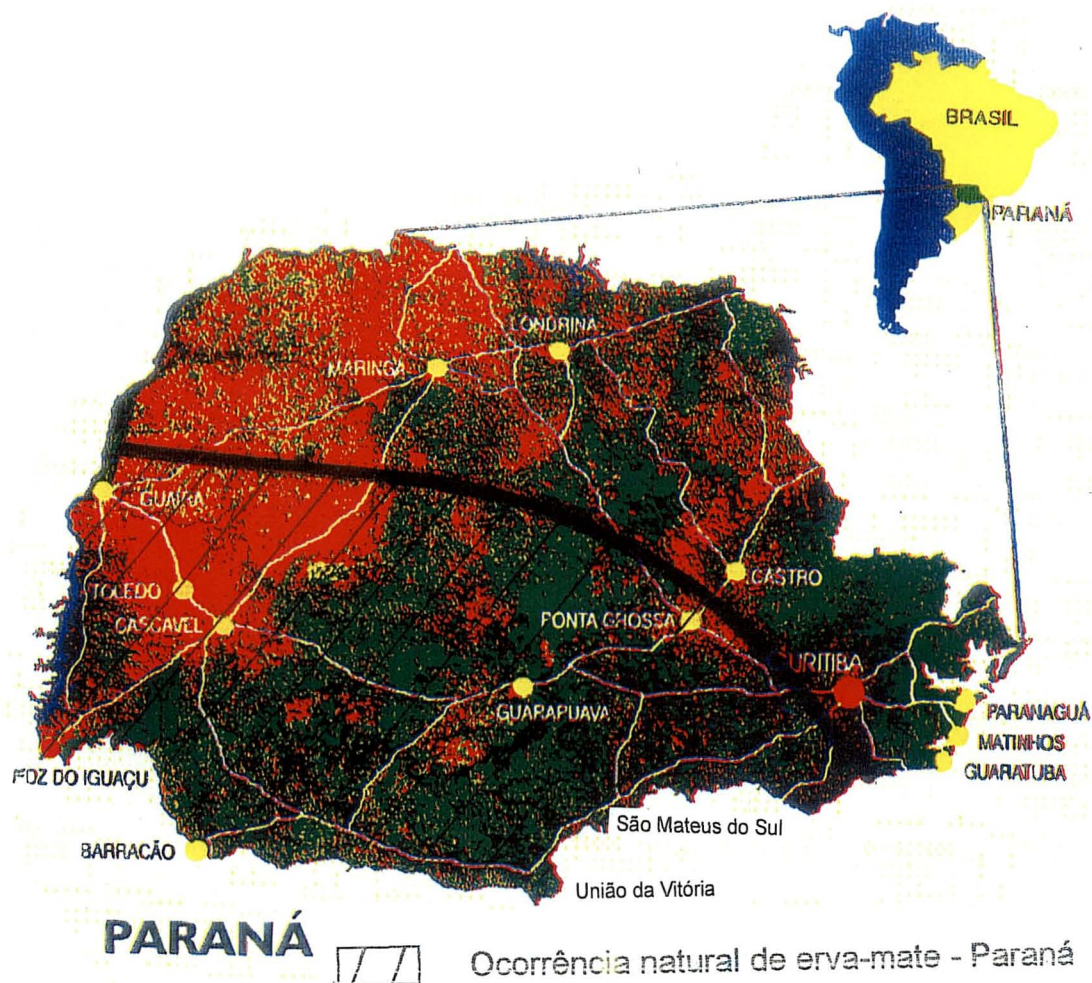 BRASIL
PARANÁ
LONDRINA
MARINGA
GUAÍRA
TOLEDO
CASCAVEL
CASTRO
PONTA GROSSA
CURITIBA
GUARAPUAVA
PARANAGUÁ
MATINHOS
GUARATUBA
FOZ DO IGUAÇU
São Mateus do Sul
BARRACÃO
União da Vitória
PARANÁ
Ocorrência natural de erva-mate - Paraná